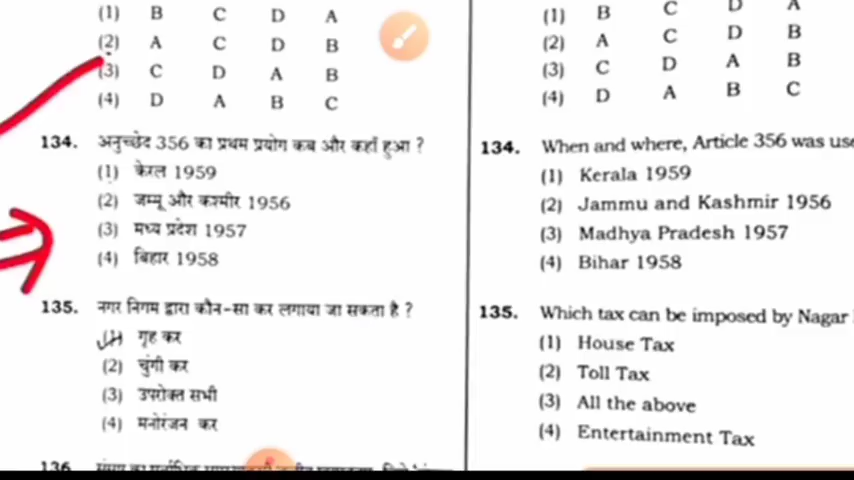 (1) B C D A
(2) A C D B
(3) C D A B
(4) D A B C
134. अनुच्छेद 356 का प्रथम प्रयोग कब और कहाँ हुआ ?
(1) केरल 1959
(2) जम्मू और कश्मीर 1956
(3) मध्य प्रदेश 1957
(4) बिहार 1958
135. नगर निगम द्वारा कौन-सा कर लगाया जा सकता है ?
(1) गृह कर
(2) चुंगी कर
(3) उपरोक्त सभी
(4) मनोरंजन कर
136
(1) B C D A
(2) A C D B
(3) C D A B
(4) D A B C
134. When and where, Article 356 was use
(1) Kerala 1959
(2) Jammu and Kashmir 1956
(3) Madhya Pradesh 1957
(4) Bihar 1958
135. Which tax can be imposed by Nagar
(1) House Tax
(2) Toll Tax
(3) All the above
(4) Entertainment Tax